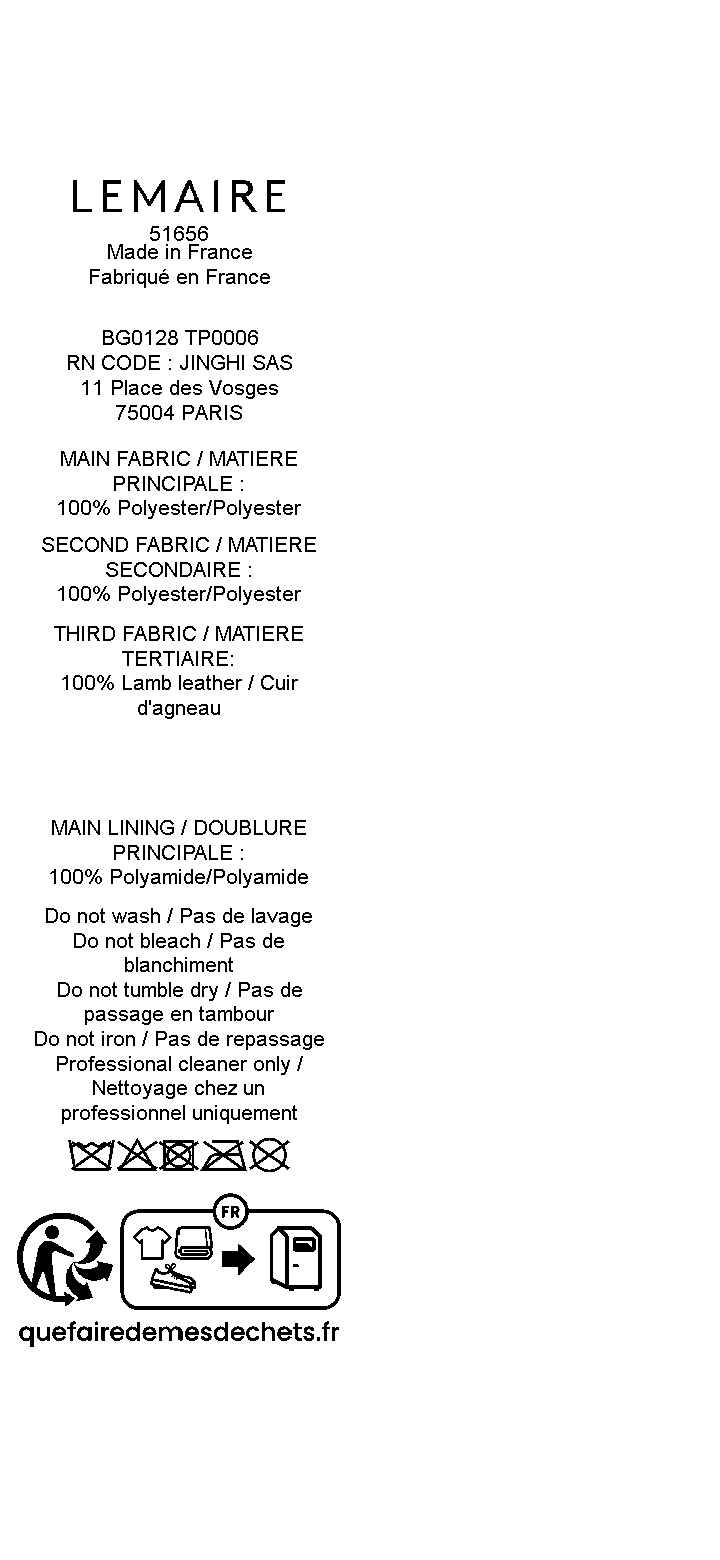 LEMAIRE
51656
Made in France
Fabriqué en France
BG0128 TP0006
RN CODE : JINGHI SAS
11 Place des Vosges
75004 PARIS
MAIN FABRIC / MATIERE
PRINCIPALE :
100% Polyester/Polyester
SECOND FABRIC / MATIERE
SECONDAIRE :
100% Polyester/Polyester
THIRD FABRIC / MATIERE
TERTIAIRE:
100% Lamb leather / Cuir
d'agneau
MAIN LINING / DOUBLURE
PRINCIPALE :
100% Polyamide/Polyamide
Do not wash / Pas de lavage
Do not bleach / Pas de
blanchiment
Do not tumble dry / Pas de
passage en tambour
Do not iron / Pas de repassage
Professional cleaner only /
Nettoyage chez un
professionnel uniquement
FR
quefairedemesdechets.fr